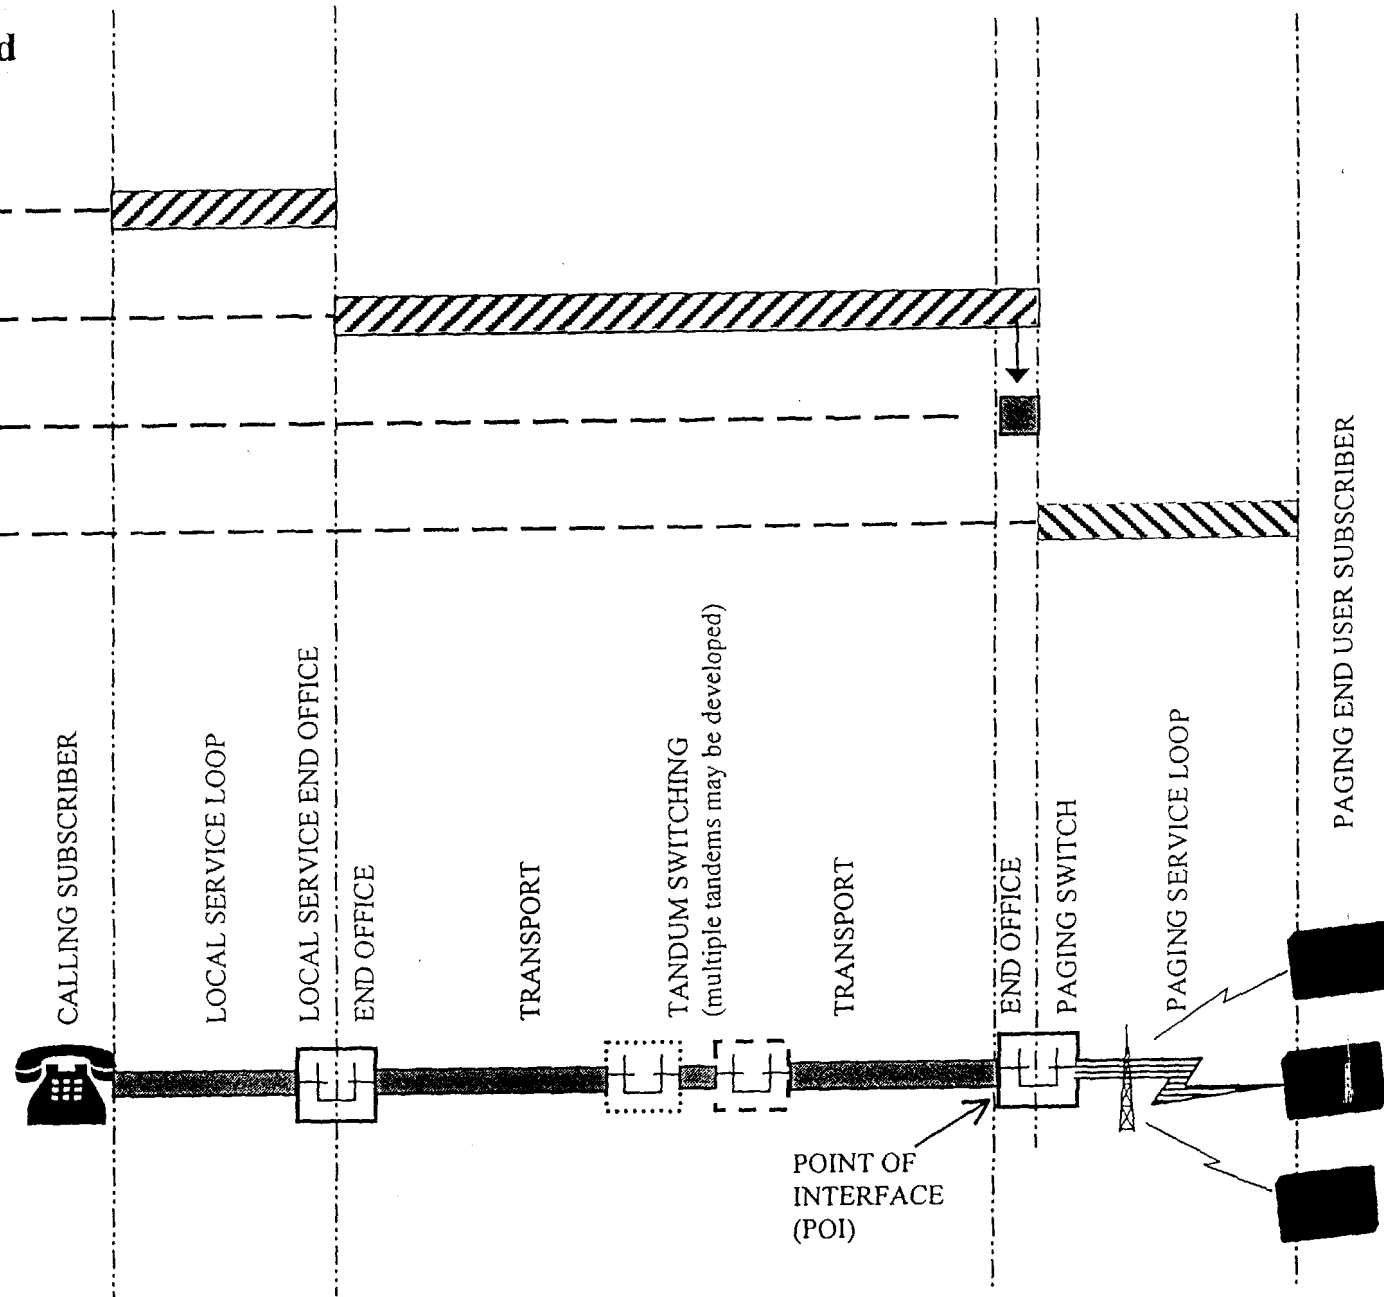 d
CALLING SUBSCRIBER
LOCAL SERVICE LOOP
LOCAL SERVICE END OFFICE
END OFFICE
TRANSPORT
TANDUM SWITCHING
(multiple tandems may be developed)
TRANSPORT
END OFFICE
PAGING SWITCH
PAGING SERVICE LOOP
PAGING END USER SUBSCRIBER
POINT OF
INTERFACE
(POI)